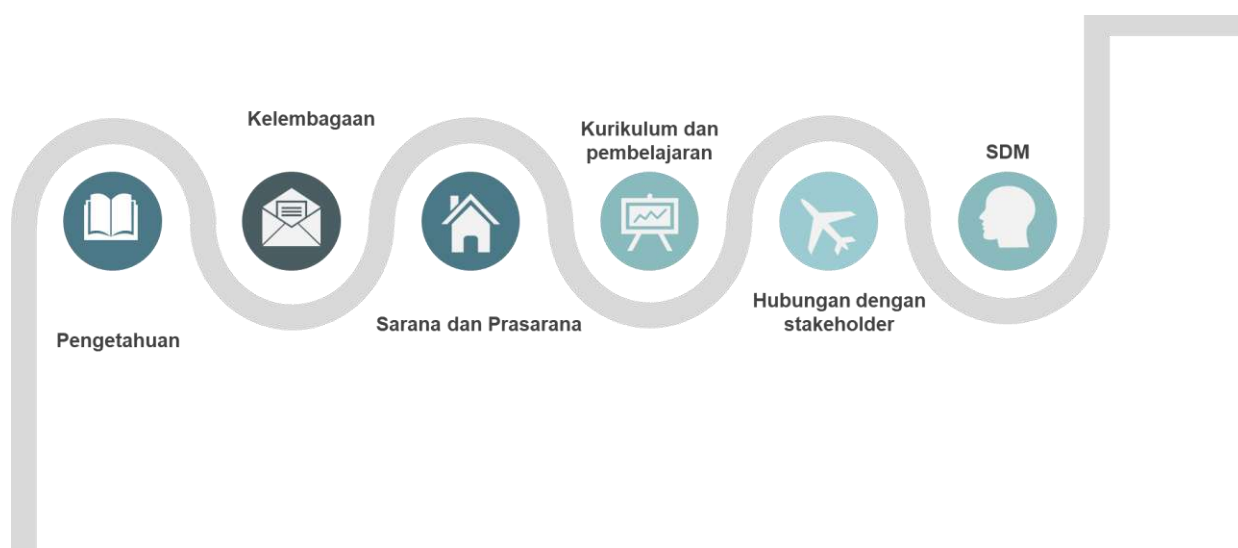 Pengetahuan
Kelembagaan
Sarana dan Prasarana
Kurikulum dan
pembelajaran
Hubungan dengan
stakeholder
SDM